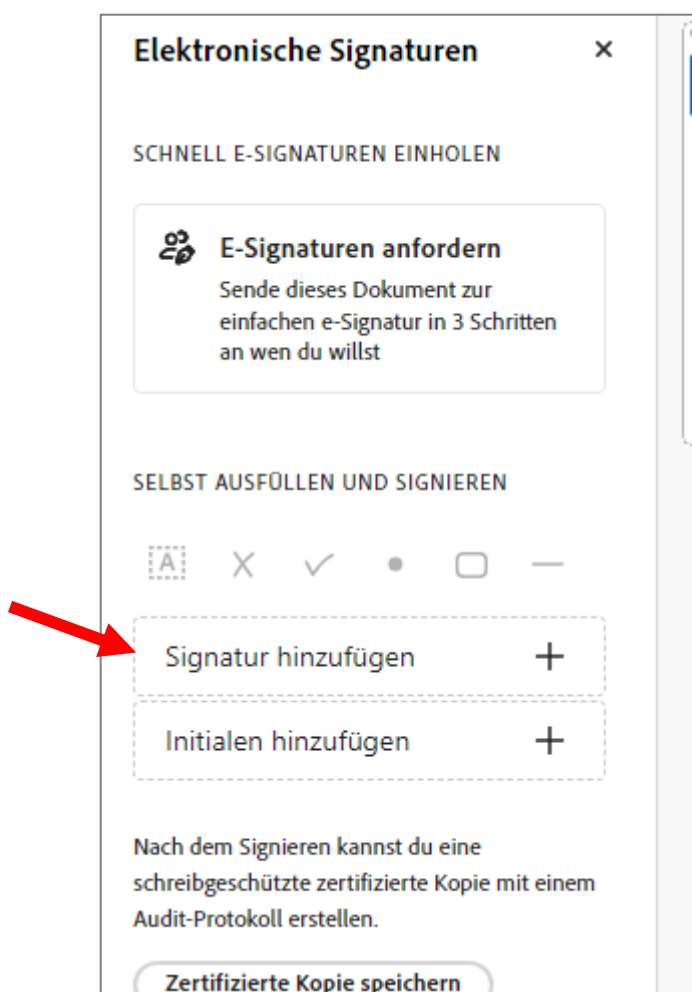 Elektronische Signaturen
SCHNELL E-SIGNATUREN EINHOLEN
E-Signaturen anfordern
Sende dieses Dokument zur
einfachen e-Signatur in 3 Schritten
an wen du willst
SELBST AUSFÜLLEN UND SIGNIEREN
A
Signatur hinzufügen
Initialen hinzufügen
Nach dem Signieren kannst du eine
schreibgeschützte zertifizierte Kopie mit einem
Audit-Protokoll erstellen.
Zertifizierte Kopie speichern